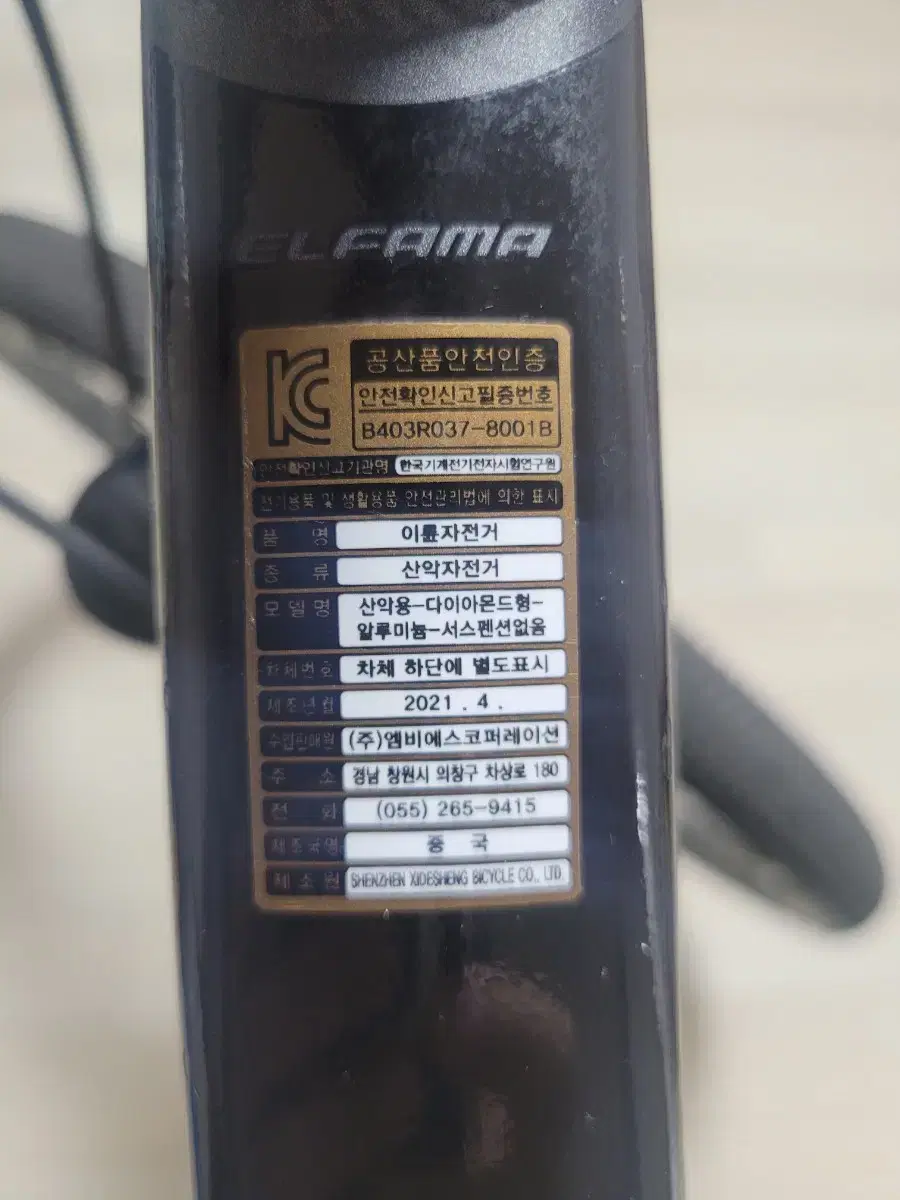 ELFAMA
KC
공산품안전인증
안전확인신고필증번호
B403R037-8001B
안전확인신고기관명 한국기계전기전자시험연구원
전기용품 및 생활용품 안전관리법에 의한 표시
품 명 이륜자전거
종 류 산악자전거
모델명 산악용-다이아몬드형-
알루미늄-서스펜션없음
차체번호 차체 하단에 별도표시
제조년월 2021 . 4 .
수입판매원 (주)엠비에스코퍼레이션
주 소 경남 창원시 의창구 차상로 180
전 화 (055) 265-9415
제조국명 중 국
제조원 SHENZHEN XIDESHENG BICYCLE CO., LTD.